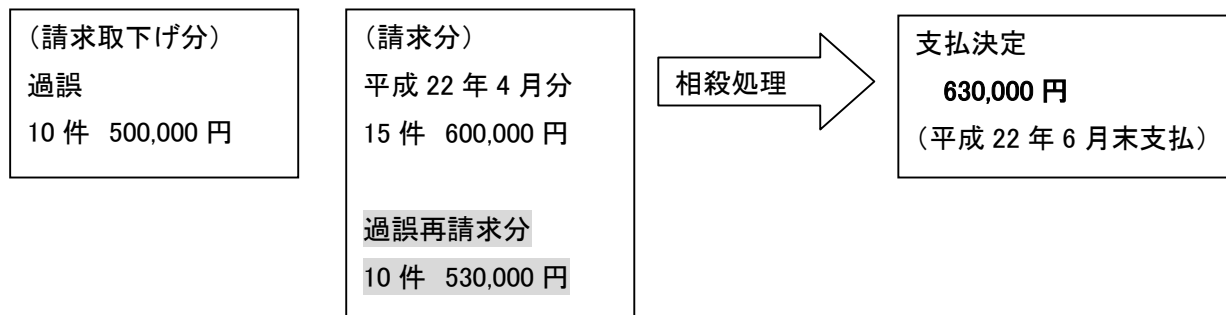 (請求取下げ分)
過誤
10 件 500,000 円
(請求分)
平成 22 年 4 月分
15 件 600,000 円
過誤再請求分
10 件 530,000 円
相殺処理
支払決定
630,000 円
(平成 22 年 6 月末支払)